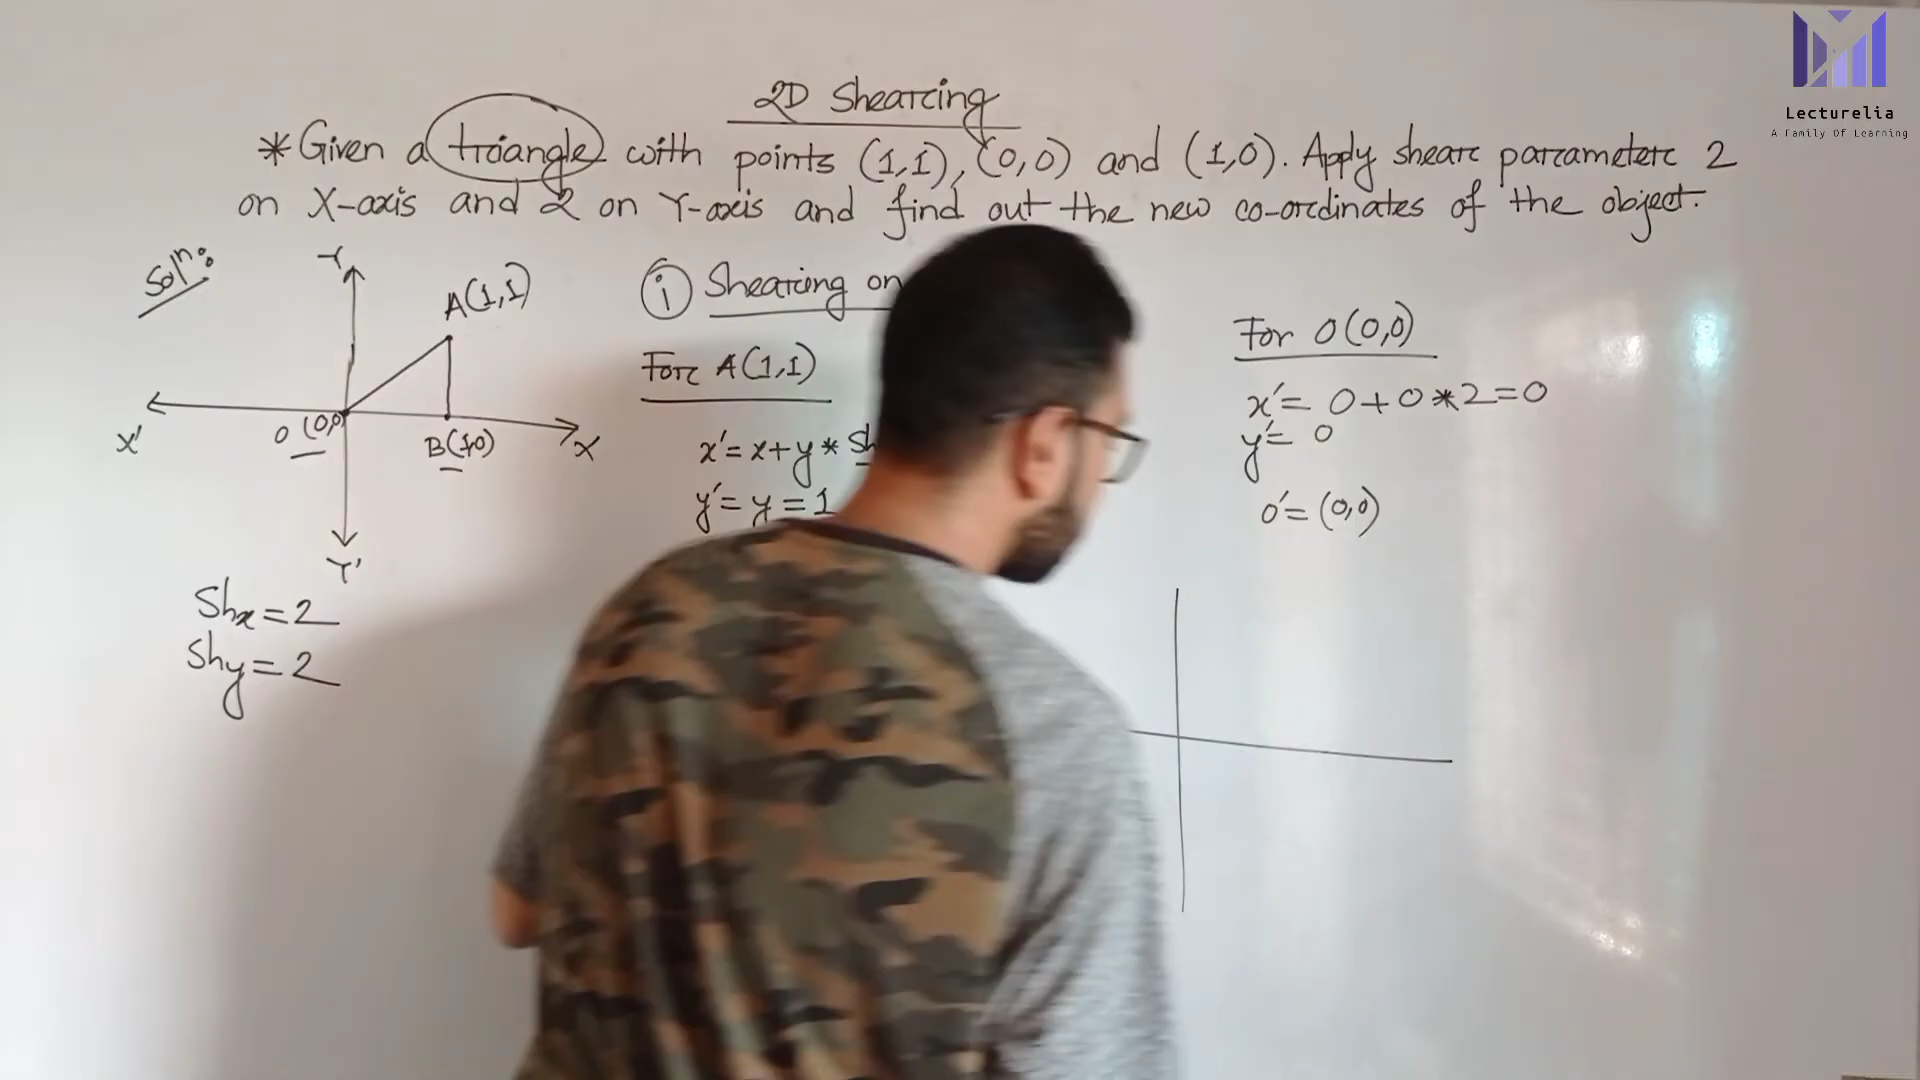 Lecturelia
A Family Of Learning
2D Shearing
*Given a triangle with points (1,1), (0,0) and (1,0). Apply shear parameter 2
on X-axis and 2 on Y-axis and find out the new co-ordinates of the object.
Solⁿ:
Y
A(1,1)
X'
O (0,0)
B(1,0)
X
Y'
Shx = 2
Shy = 2
i Shearing on
For A(1,1)
x' = x + y * Sh
y' = y = 1
For O(0,0)
x' = 0 + 0 * 2 = 0
y' = 0
O' = (0,0)